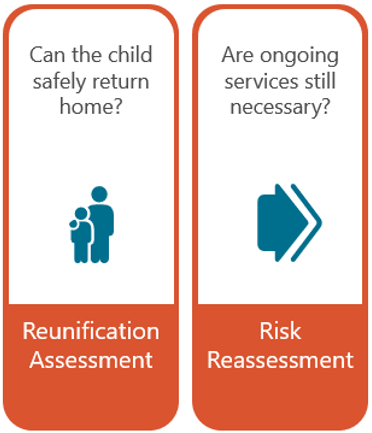 Can the child
safely return
home?
Reunification
Assessment
Are ongoing
services still
necessary?
Risk
Reassessment